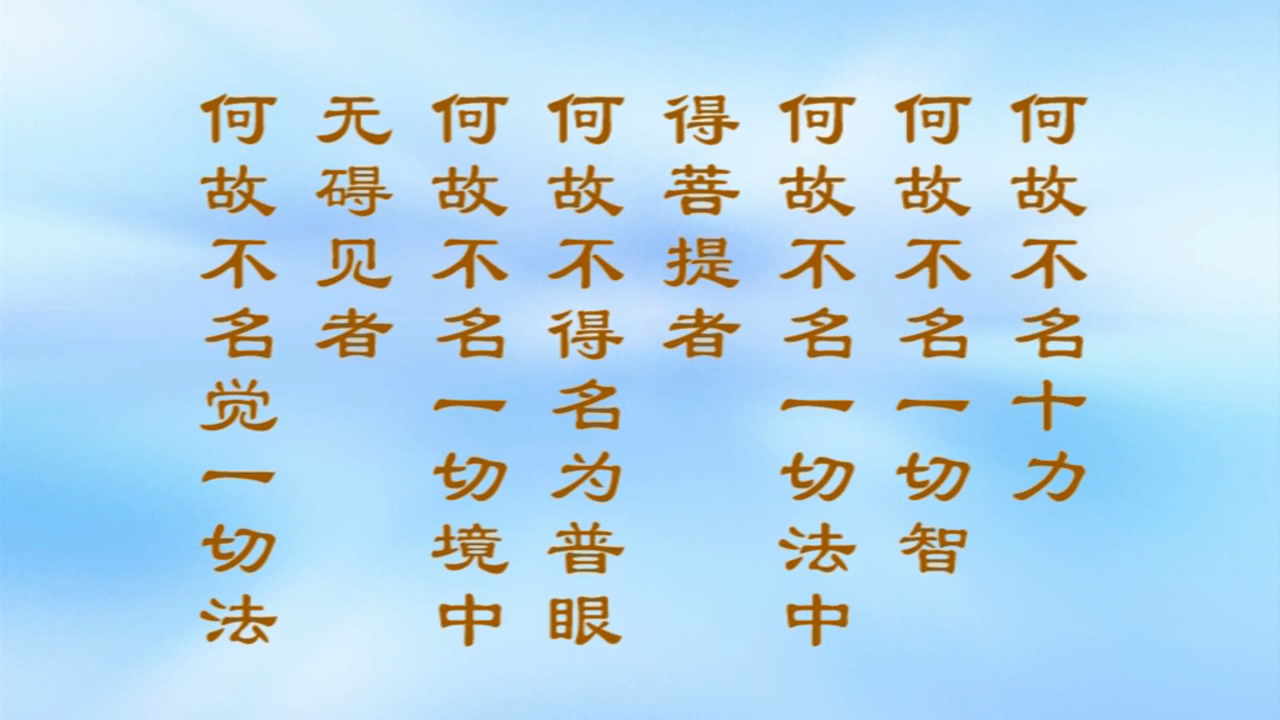 何故不名十力
何故不名一切智
何故不名一切法中
得菩提者
何故不得名为普眼
何故不名一切境中
无碍见者
何故不名觉一切法